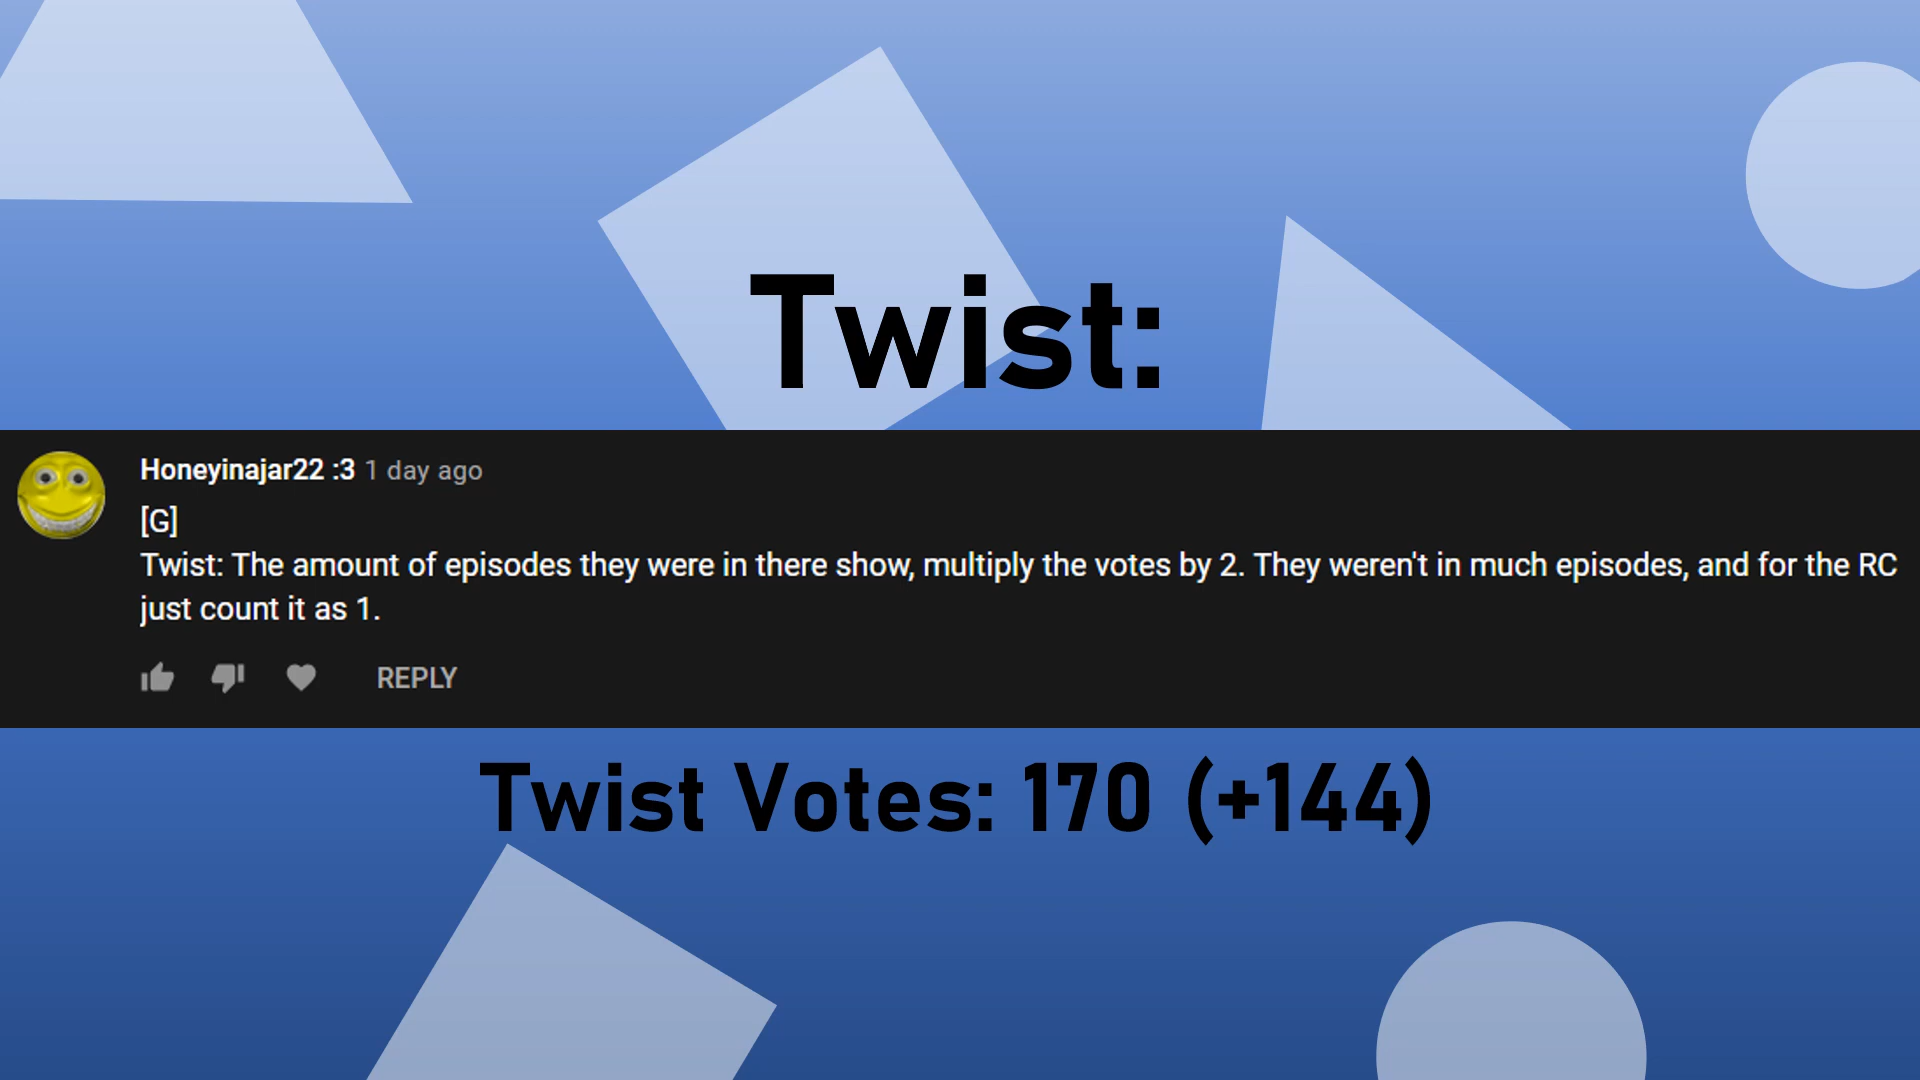 Twist:
Honeyinajar22 :3 1 day ago
[G]
Twist: The amount of episodes they were in there show, multiply the votes by 2. They weren't in much episodes, and for the RC
just count it as 1.
REPLY
Twist Votes: 170 (+144)